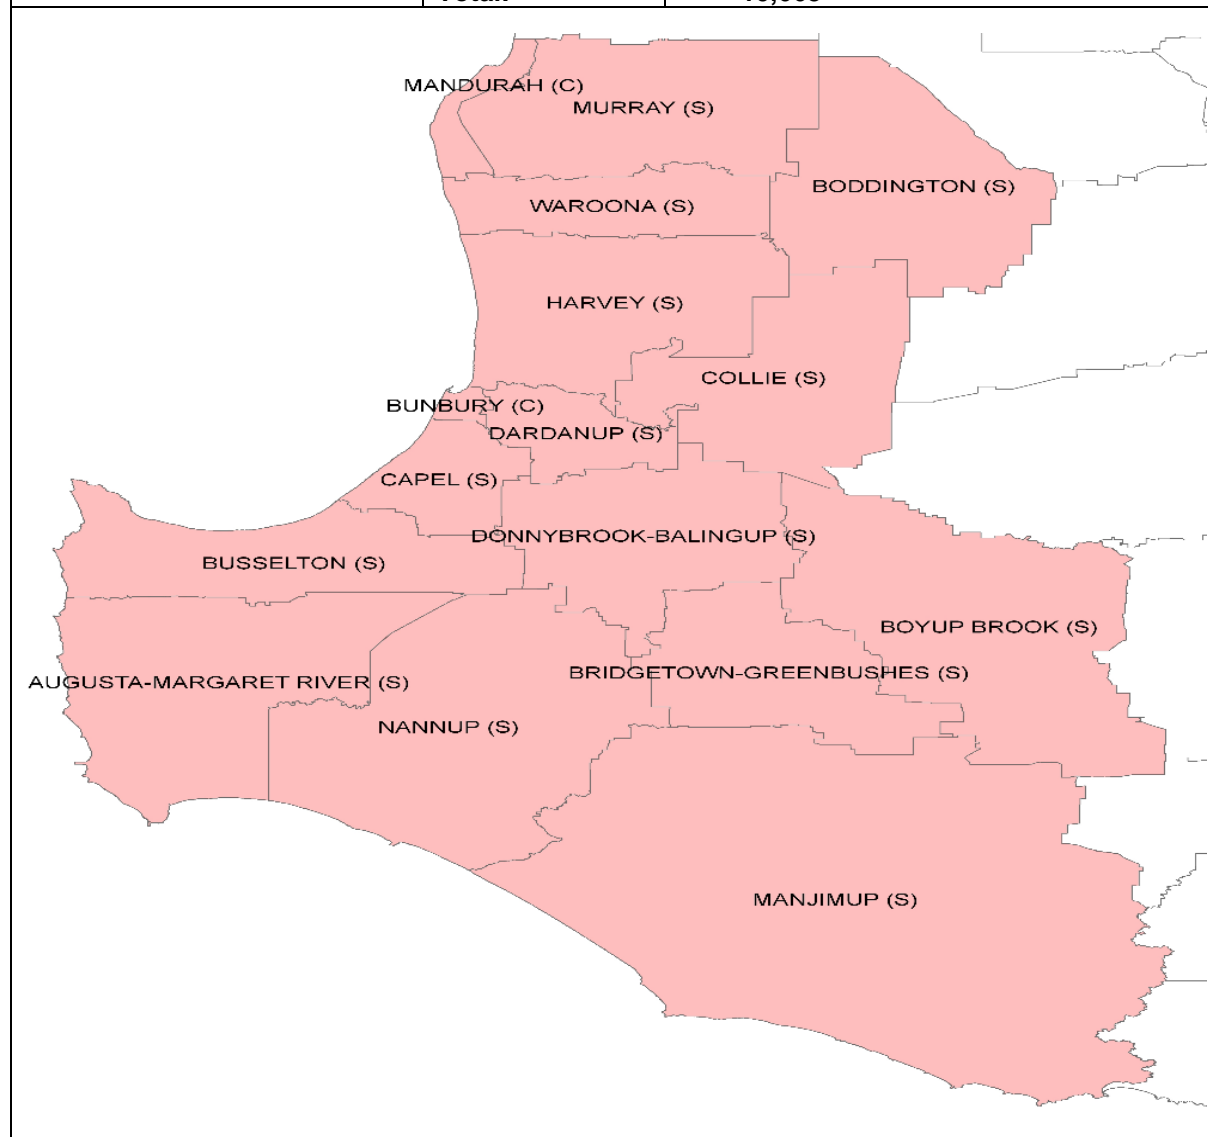 MANDURAH (C)
MURRAY (S)
BODDINGTON (S)
WAROONA (S)
HARVEY (S)
COLLIE (S)
BUNBURY (C)
DARDANUP (S)
CAPEL (S)
DONNYBROOK-BALINGUP (S)
BUSSELTON (S)
BOYUP BROOK (S)
BRIDGETOWN-GREENBUSHES (S)
AUGUSTA-MARGARET RIVER (S)
NANNUP (S)
MANJIMUP (S)